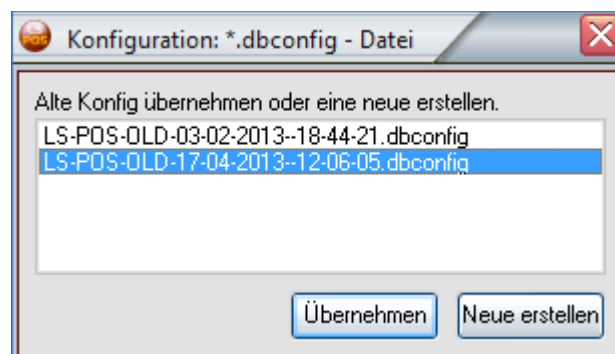 POS
Konfiguration: *.dbconfig - Datei
Alte Konfig übernehmen oder eine neue erstellen.
LS-POS-OLD-03-02-2013--18-44-21.dbconfig
LS-POS-OLD-17-04-2013--12-06-05.dbconfig
Übernehmen
Neue erstellen